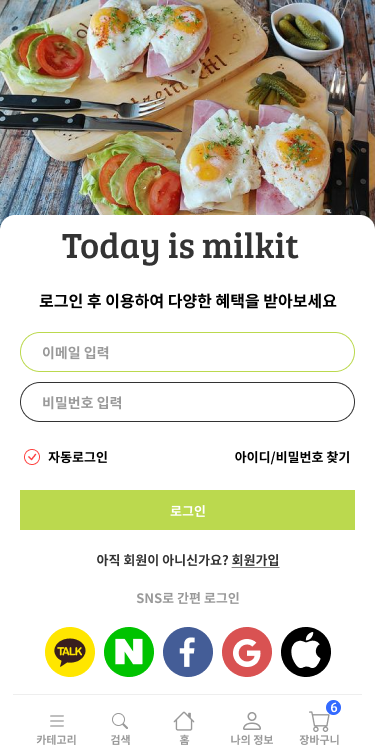 Today is milkit
로그인 후 이용하여 다양한 혜택을 받아보세요
이메일 입력
비밀번호 입력
자동로그인 아이디/비밀번호 찾기
로그인
아직 회원이 아니신가요? 회원가입
SNS로 간편 로그인
TALK N f G
6
카테고리 검색 홈 나의 정보 장바구니